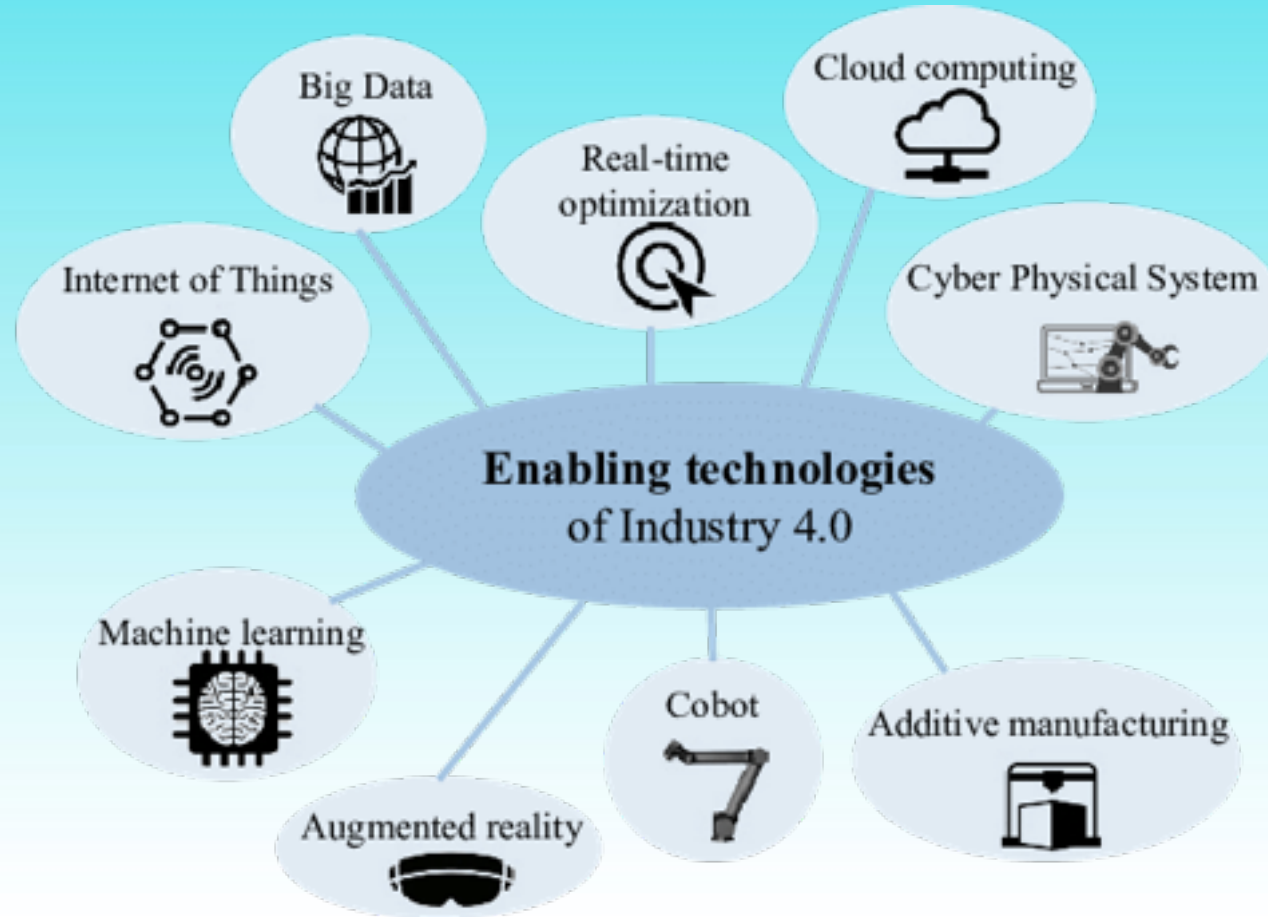 Big Data
Cloud computing
Real-time
optimization
Internet of Things
Cyber Physical System
Enabling technologies
of Industry 4.0
Machine learning
Cobot
Additive manufacturing
Augmented reality